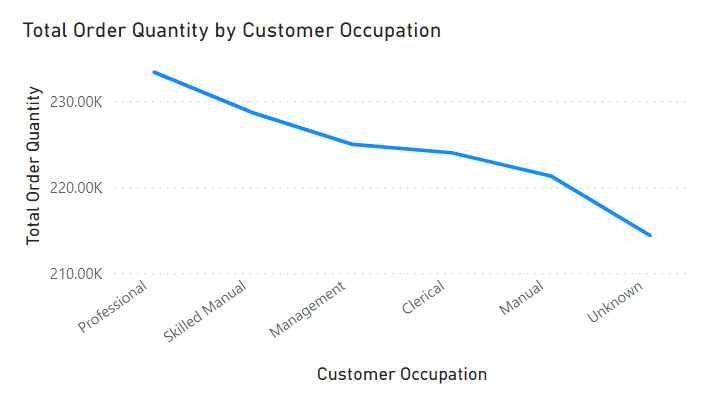 Total Order Quantity by Customer Occupation
Total Order Quantity
230.00K
220.00K
210.00K
Professional
Skilled Manual
Management
Clerical
Manual
Unknown
Customer Occupation